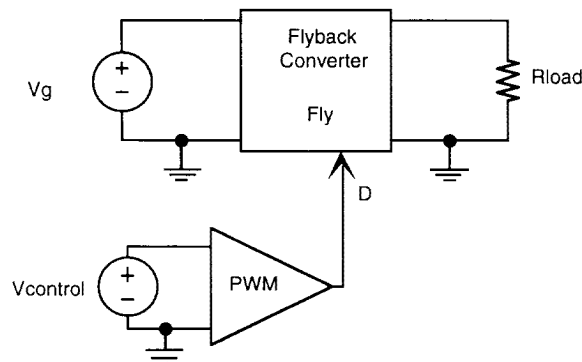 Flyback
Converter
Fly
Vg
+
−
Rload
D
Vcontrol
+
−
PWM